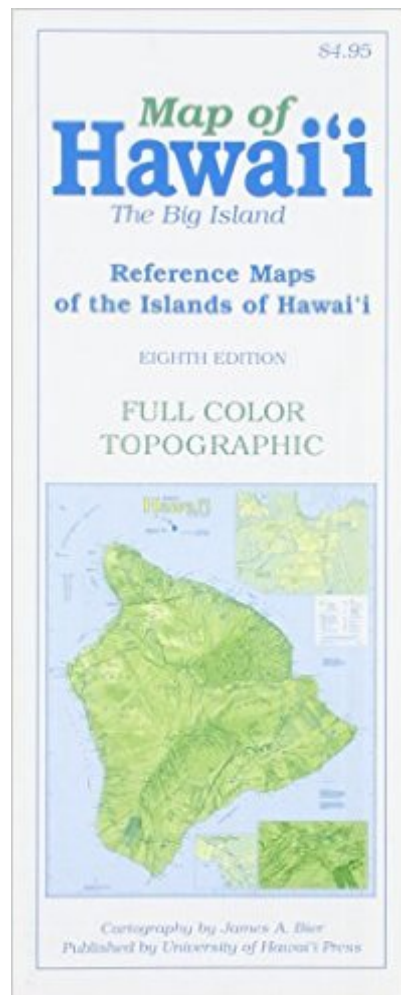 $4.95
Map of
Hawai‘i
The Big Island
Reference Maps
of the Islands of Hawai‘i
EIGHTH EDITION
FULL COLOR
TOPOGRAPHIC
Hawai‘i
Cartography by James A. Bier
Published by University of Hawai‘i Press